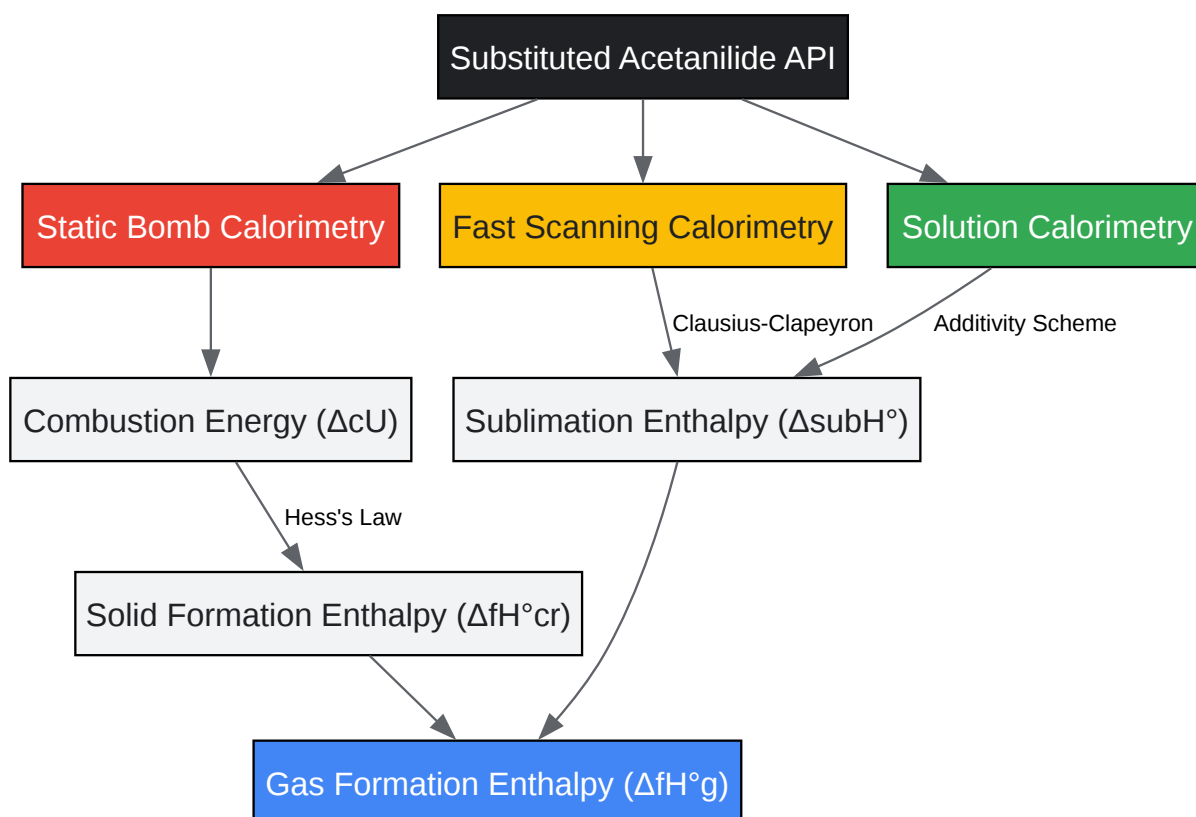 Substituted Acetanilide API
Static Bomb Calorimetry
Fast Scanning Calorimetry
Solution Calorimetry
Clausius-Clapeyron
Additivity Scheme
Combustion Energy (ΔcU)
Sublimation Enthalpy (ΔsubH°)
Hess's Law
Solid Formation Enthalpy (ΔfH°cr)
Gas Formation Enthalpy (ΔfH°g)